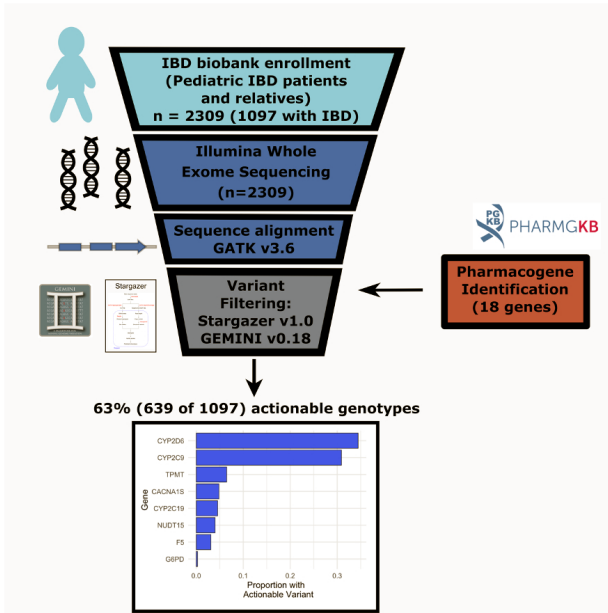 IBD biobank enrollment
(Pediatric IBD patients
and relatives)
n = 2309 (1097 with IBD)
Illumina Whole
Exome Sequencing
(n=2309)
Sequence alignment
GATK v3.6
PG
KB
PHARMGKB
Pharmacogene
Identification
(18 genes)
GEMINI
Stargazer
Variant
Filtering:
Stargazer v1.0
GEMINI v0.18
63% (639 of 1097) actionable genotypes
Gene
CYP2D6
CYP2C9
TPMT
CACNA1S
CYP2C19
NUDT15
F5
G6PD
0.0
0.1
0.2
0.3
Proportion with
Actionable Variant